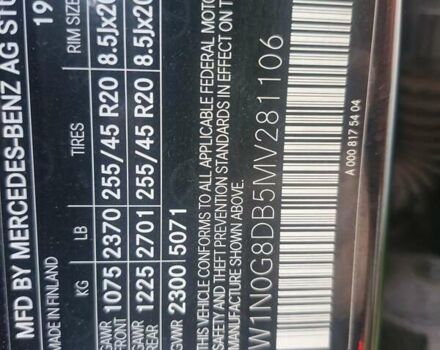 MFD BY MERCEDES-BENZ AG STU
MADE IN FINLAND 19
KG LB TIRES RIM SIZE
GAWR FRONT 1075 2370 255/45 R20 8.5Jx20
GAWR REAR 1225 2701 255/45 R20 8.5Jx20
GVWR 2300 5071
THIS VEHICLE CONFORMS TO ALL APPLICABLE FEDERAL MOTOR
AND THEFT PREVENTION STANDARDS IN EFFECT ON T
MANUFACTURE SHOWN ABOVE.
W1N0G8DB5MV281106
A 000 817 54 04